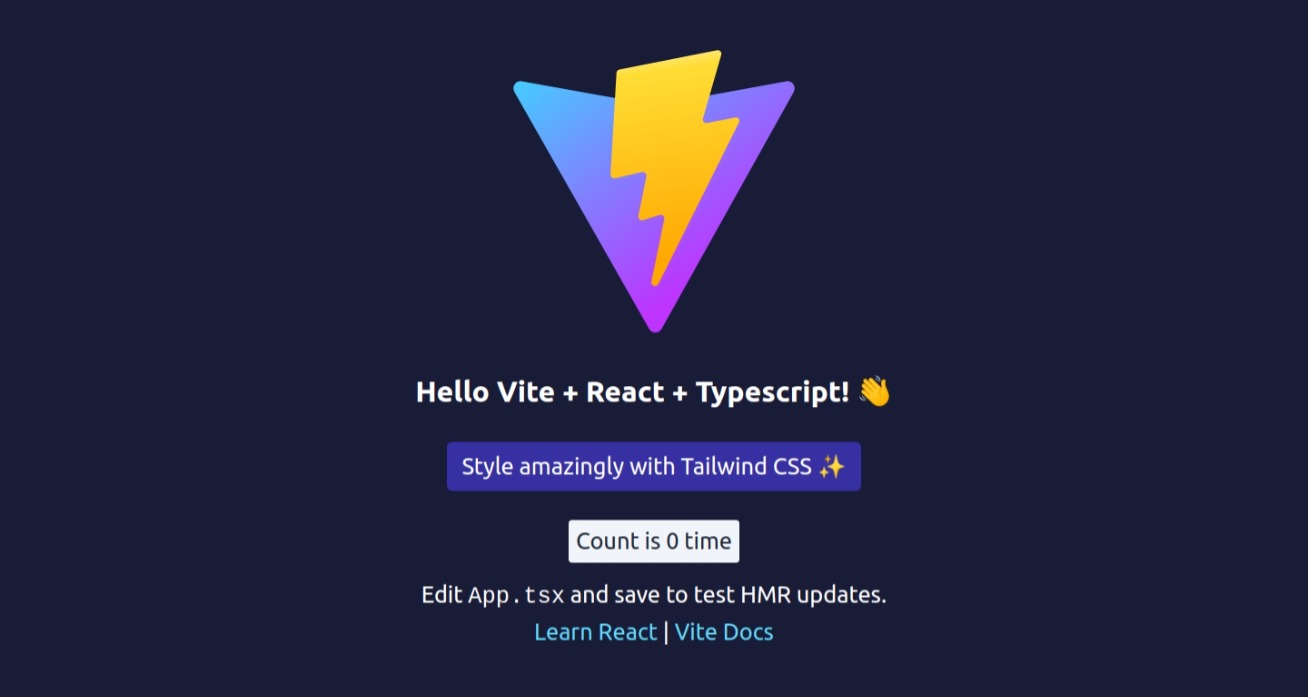 Hello Vite + React + Typescript! 👋
Style amazingly with Tailwind CSS ✨
Count is 0 time
Edit App.tsx and save to test HMR updates.
Learn React | Vite Docs